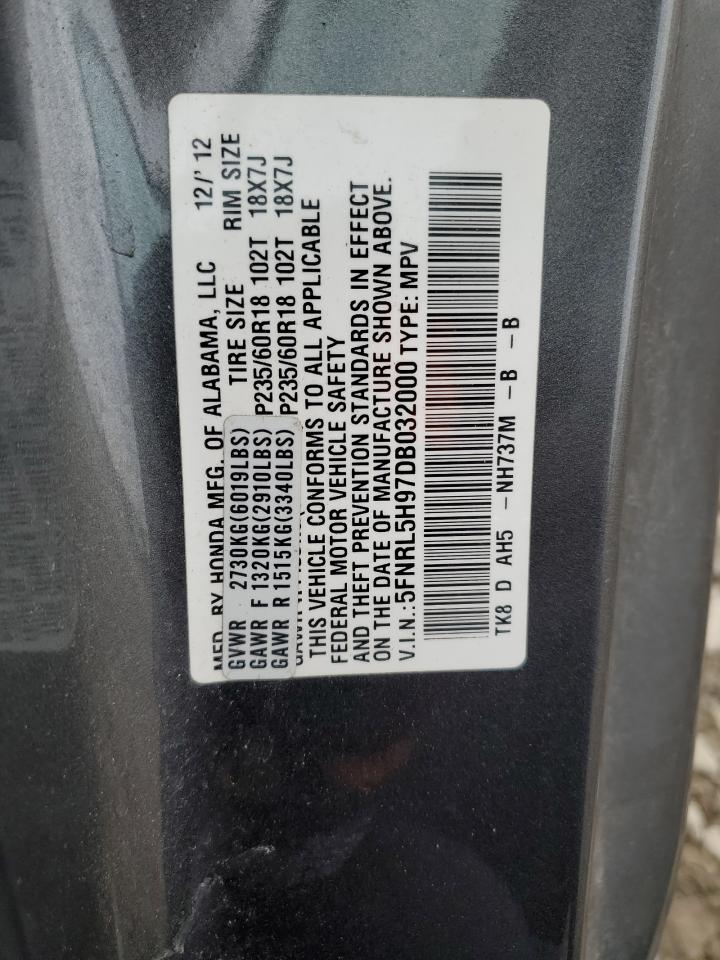 MFD. BY HONDA MFG. OF ALABAMA, LLC 12/'12
GVWR 2730KG(6019LBS) TIRE SIZE RIM SIZE
GAWR F 1320KG(2910LBS) P235/60R18 102T 18X7J
GAWR R 1515KG(3340LBS) P235/60R18 102T 18X7J
THIS VEHICLE CONFORMS TO ALL APPLICABLE
FEDERAL MOTOR VEHICLE SAFETY
AND THEFT PREVENTION STANDARDS IN EFFECT
ON THE DATE OF MANUFACTURE SHOWN ABOVE.
V.I.N.:5FNRL5H97DB032000 TYPE: MPV
TK8 D AH5 -NH737M -B -B